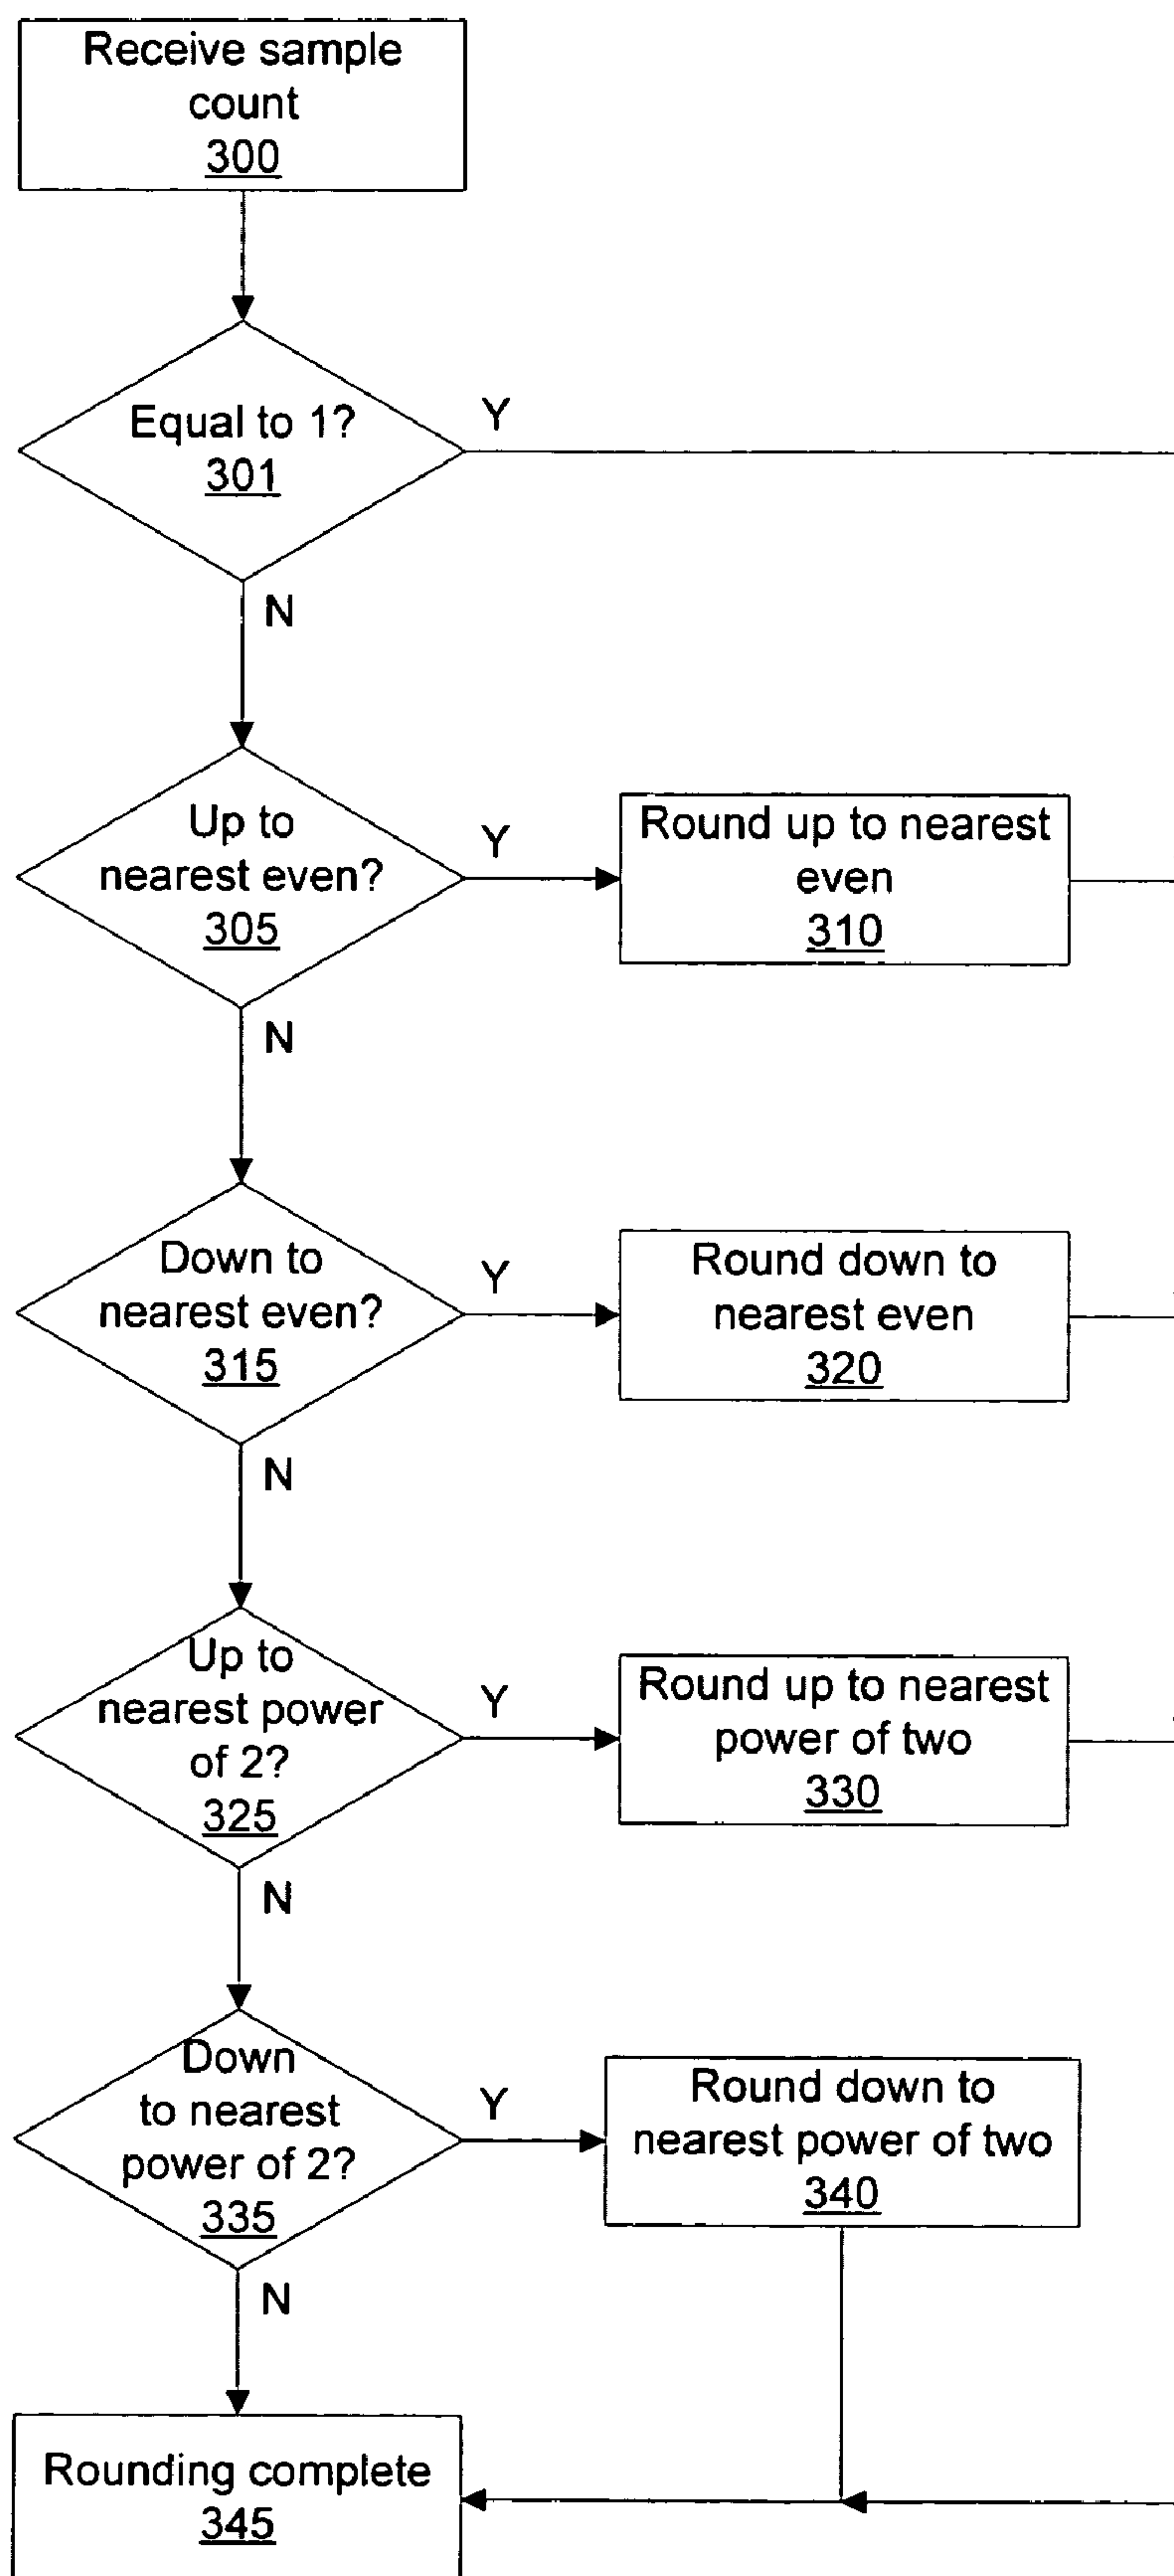 Receive sample
count
300
Equal to 1?
301
Y
N
Up to
nearest even?
305
Y
Round up to nearest
even
310
N
Down to
nearest even?
315
Y
Round down to
nearest even
320
N
Up to
nearest power
of 2?
325
Y
Round up to nearest
power of two
330
N
Down
to nearest
power of 2?
335
Y
Round down to
nearest power of two
340
N
Rounding complete
345